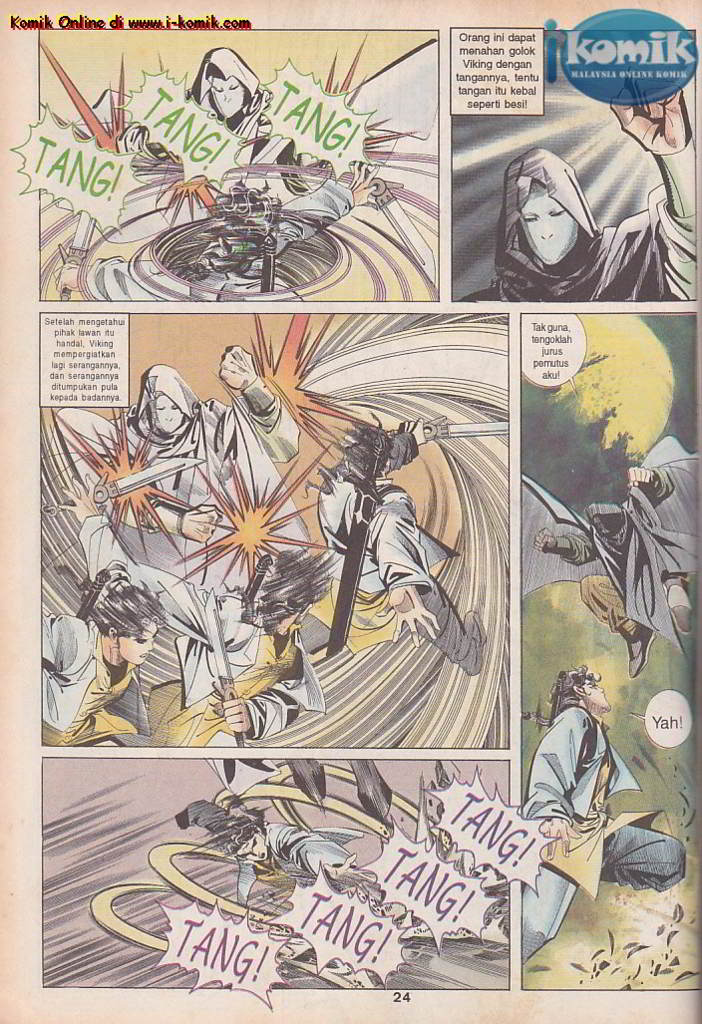 Komik Online di www.i-komik.com
ikomik
MALAYSIA ONLINE KOMIK
TANG!
TANG!
TANG!
Orang ini dapat
menahan golok
Viking dengan
tangannya, tentu
tangan itu kebal
seperti besi!
Setelah mengetahui
pihak lawan itu
handal, Viking
mempergiatkan
lagi serangannya,
dan serangannya
ditumpukan pula
kepada badannya.
Tak guna,
tengoklah
jurus
pemutus
aku!
Yah!
TANG!
TANG!
TANG!
TANG!
24